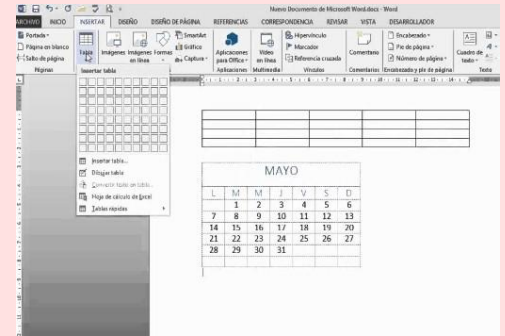 Nuevo Documento de Microsoft Word.docx - Word
ARCHIVO INICIO INSERTAR DISEÑO DISEÑO DE PÁGINA REFERENCIAS CORRESPONDENCIA REVISAR VISTA DESARROLLADOR
Portada
Página en blanco
Salto de página
Páginas
Tabla
Imágenes
Imágenes en línea
Formas
SmartArt
Gráfico
Captura
Aplicaciones para Office
Aplicaciones
Vídeo en línea
Multimedia
Hipervínculo
Marcador
Referencia cruzada
Vínculos
Comentario
Comentarios
Encabezado
Pie de página
Número de página
Encabezado y pie de página
Cuadro de texto
Texto
Insertar tabla
Insertar tabla...
Dibujar tabla
Convertir texto en tabla...
Hoja de cálculo de Excel
Tablas rápidas
MAYO
L M M J V S D
1 2 3 4 5 6
7 8 9 10 11 12 13
14 15 16 17 18 19 20
21 22 23 24 25 26 27
28 29 30 31